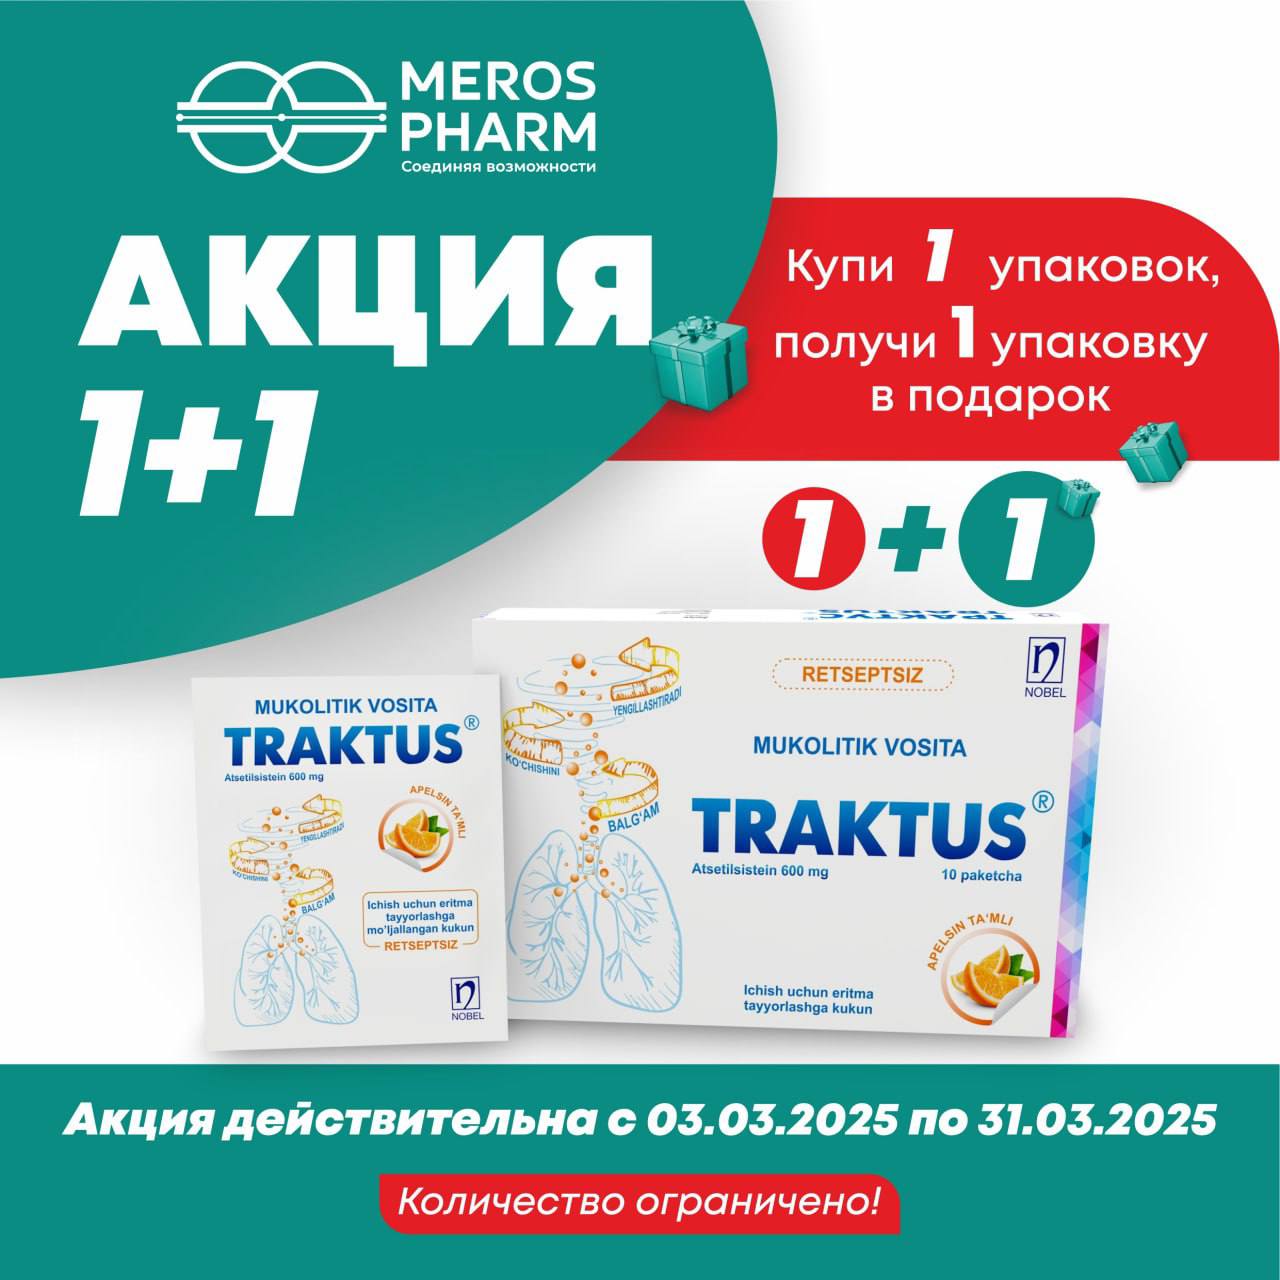 MEROS
PHARM
Соединяя возможности
АКЦИЯ
1+1
Купи 1 упаковок,
получи 1 упаковку
в подарок
1 + 1
TRAKTUS®
TRAKTUS
RETSEPTSIZ
NOBEL
YENGILLASHTIRADI
KO'CHISHINI
BALG'AM
MUKOLITIK VOSITA
TRAKTUS®
Atsetilsistein 600 mg
10 paketcha
APELSIN TA'MLI
Ichish uchun eritma
tayyorlashga kukun
MUKOLITIK VOSITA
TRAKTUS®
Atsetilsistein 600 mg
APELSIN TA'MLI
YENGILLASHTIRADI
KO'CHISHINI
BALG'AM
Ichish uchun eritma
tayyorlashga
mo'ljallangan kukun
RETSEPTSIZ
NOBEL
Акция действительна с 03.03.2025 по 31.03.2025
Количество ограничено!